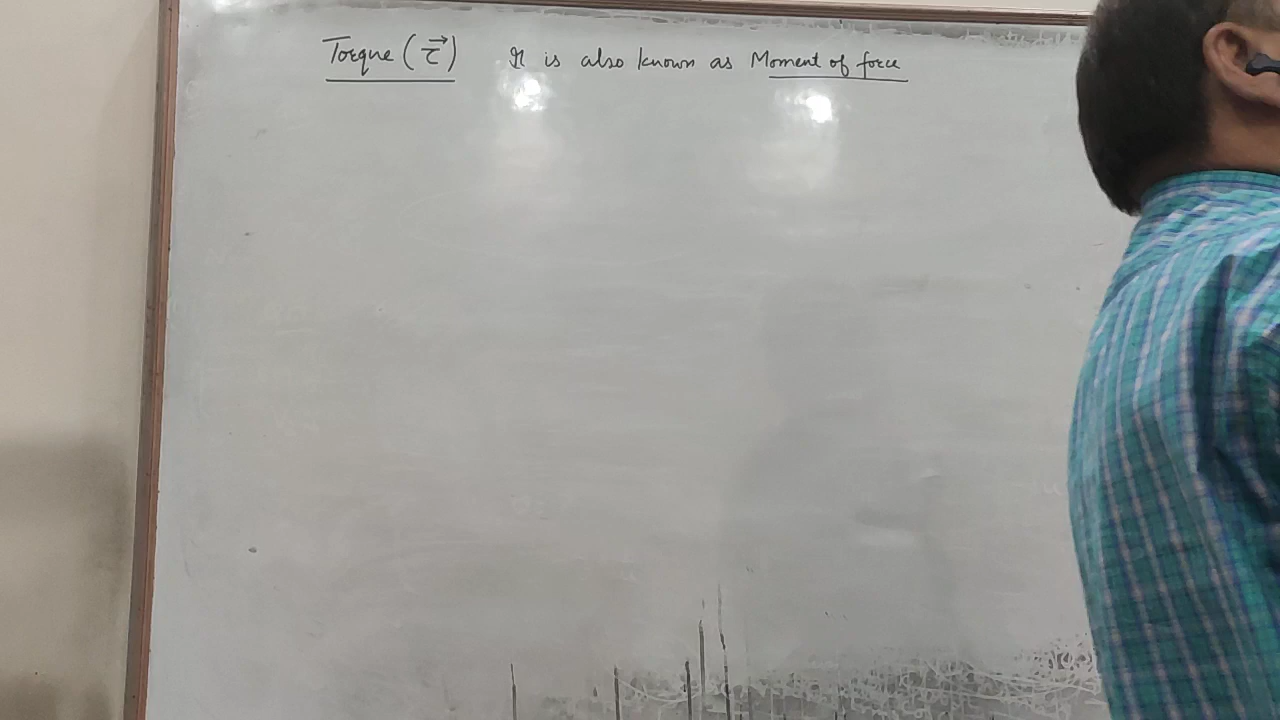 Torque (τ⃗) It is also known as Moment of force